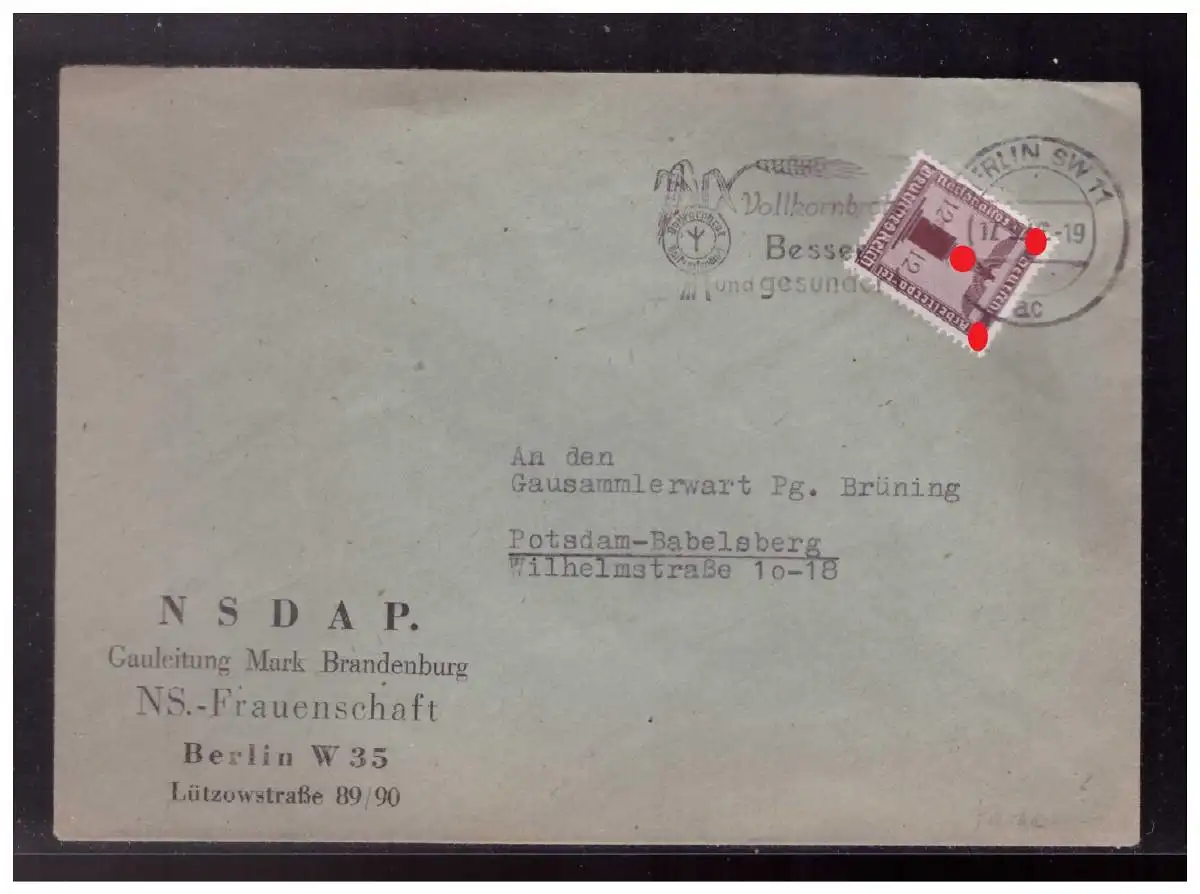 Vollkornbr
Besser
und gesunder
BERLIN SW 11
-19
ac
12
12
An den
Gausammlerwart Pg. Brüning
Potsdam-Babelsberg
Wilhelmstraße 1o-18
N S D A P.
Gauleitung Mark Brandenburg
NS.-Frauenschaft
Berlin W 35
Lützowstraße 89/90